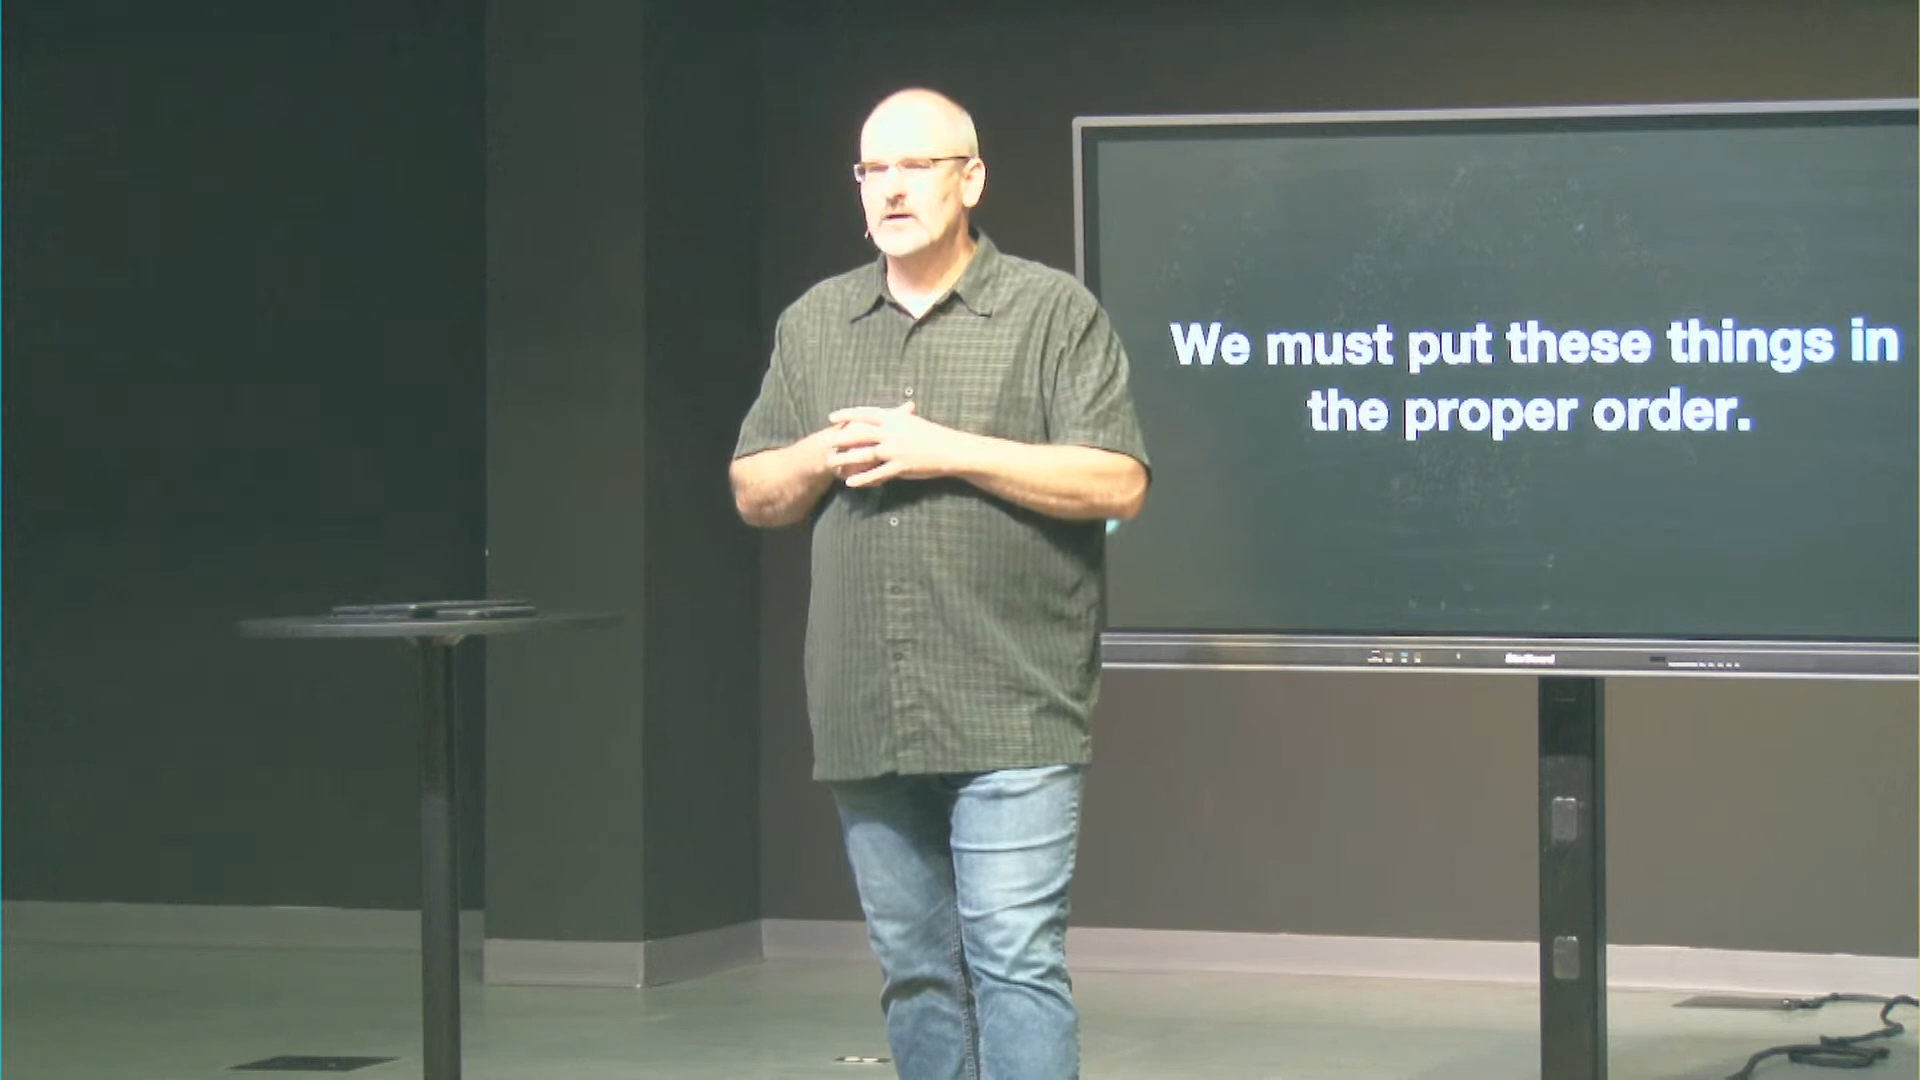 We must put these things in
the proper order.